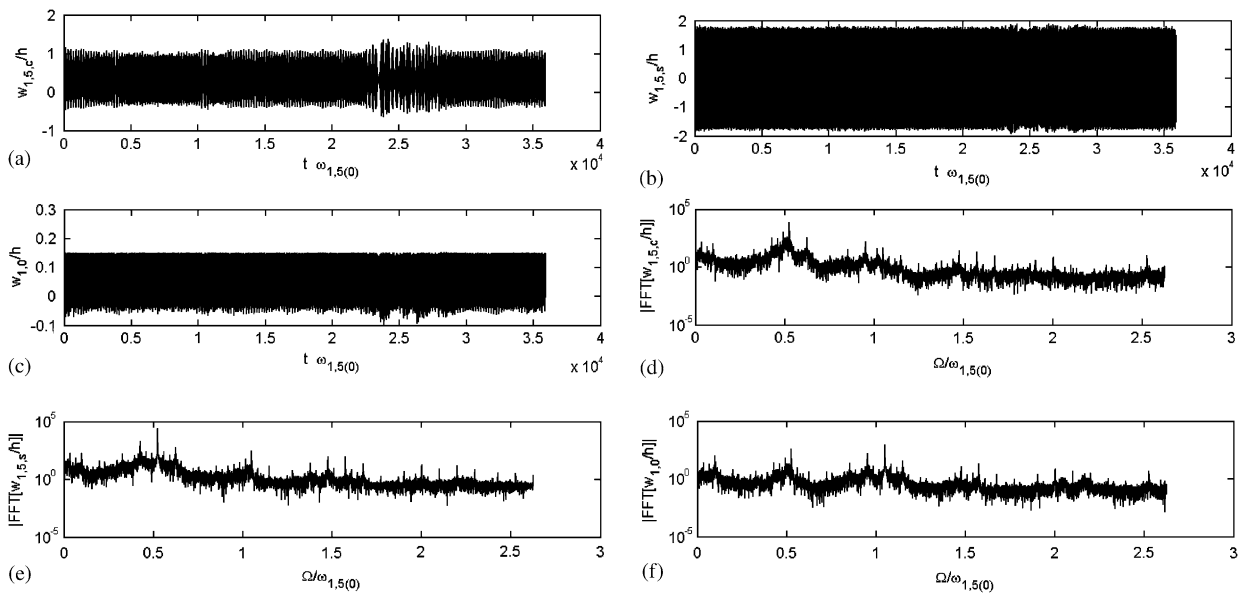 2
1
0
-1
w1,5,c/h
0 0.5 1 1.5 2 2.5 3 3.5 4
x 10^4
t ω1,5(0)
(a)
2
1
0
-1
-2
w1,5,s/h
0 0.5 1 1.5 2 2.5 3 3.5 4
x 10^4
t ω1,5(0)
(b)
0.3
0.2
0.1
0
-0.1
w1,0/h
0 0.5 1 1.5 2 2.5 3 3.5 4
x 10^4
t ω1,5(0)
(c)
10^5
10^0
10^-5
|FFT[w1,5,c/h]|
0 0.5 1 1.5 2 2.5 3
Ω/ω1,5(0)
(d)
10^5
10^0
10^-5
|FFT[w1,5,s/h]|
0 0.5 1 1.5 2 2.5 3
Ω/ω1,5(0)
(e)
10^5
10^0
10^-5
|FFT[w1,0/h]|
0 0.5 1 1.5 2 2.5 3
Ω/ω1,5(0)
(f)